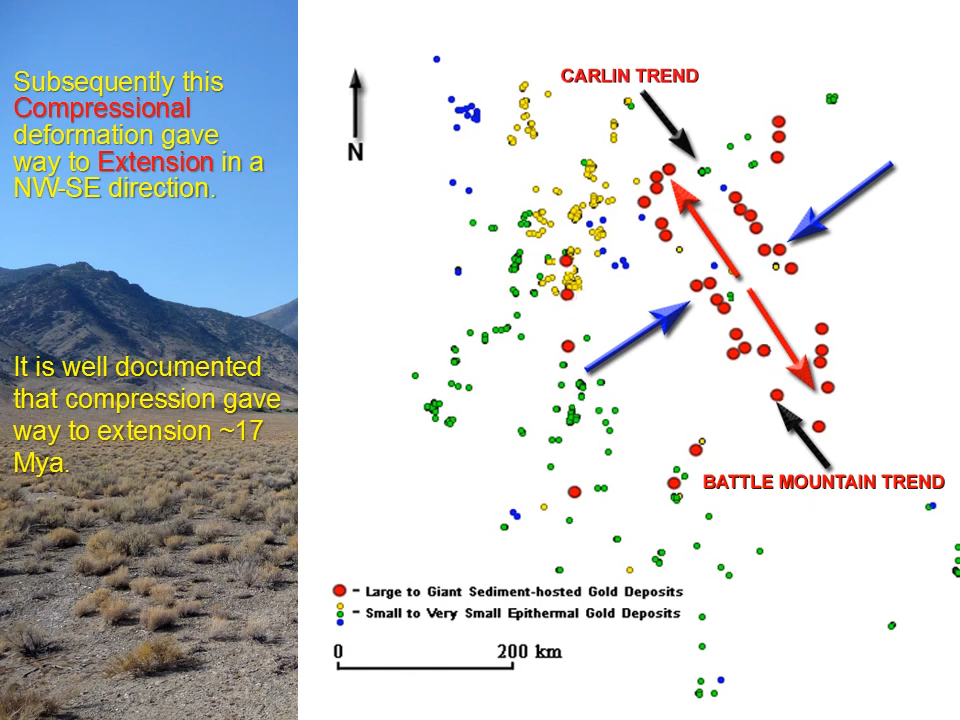 Subsequently this
Compressional
deformation gave
way to Extension in a
NW-SE direction.
It is well documented
that compression gave
way to extension ~17
Mya.
CARLIN TREND
N
BATTLE MOUNTAIN TREND
- Large to Giant Sediment-hosted Gold Deposits
- Small to Very Small Epithermal Gold Deposits
0 200 km